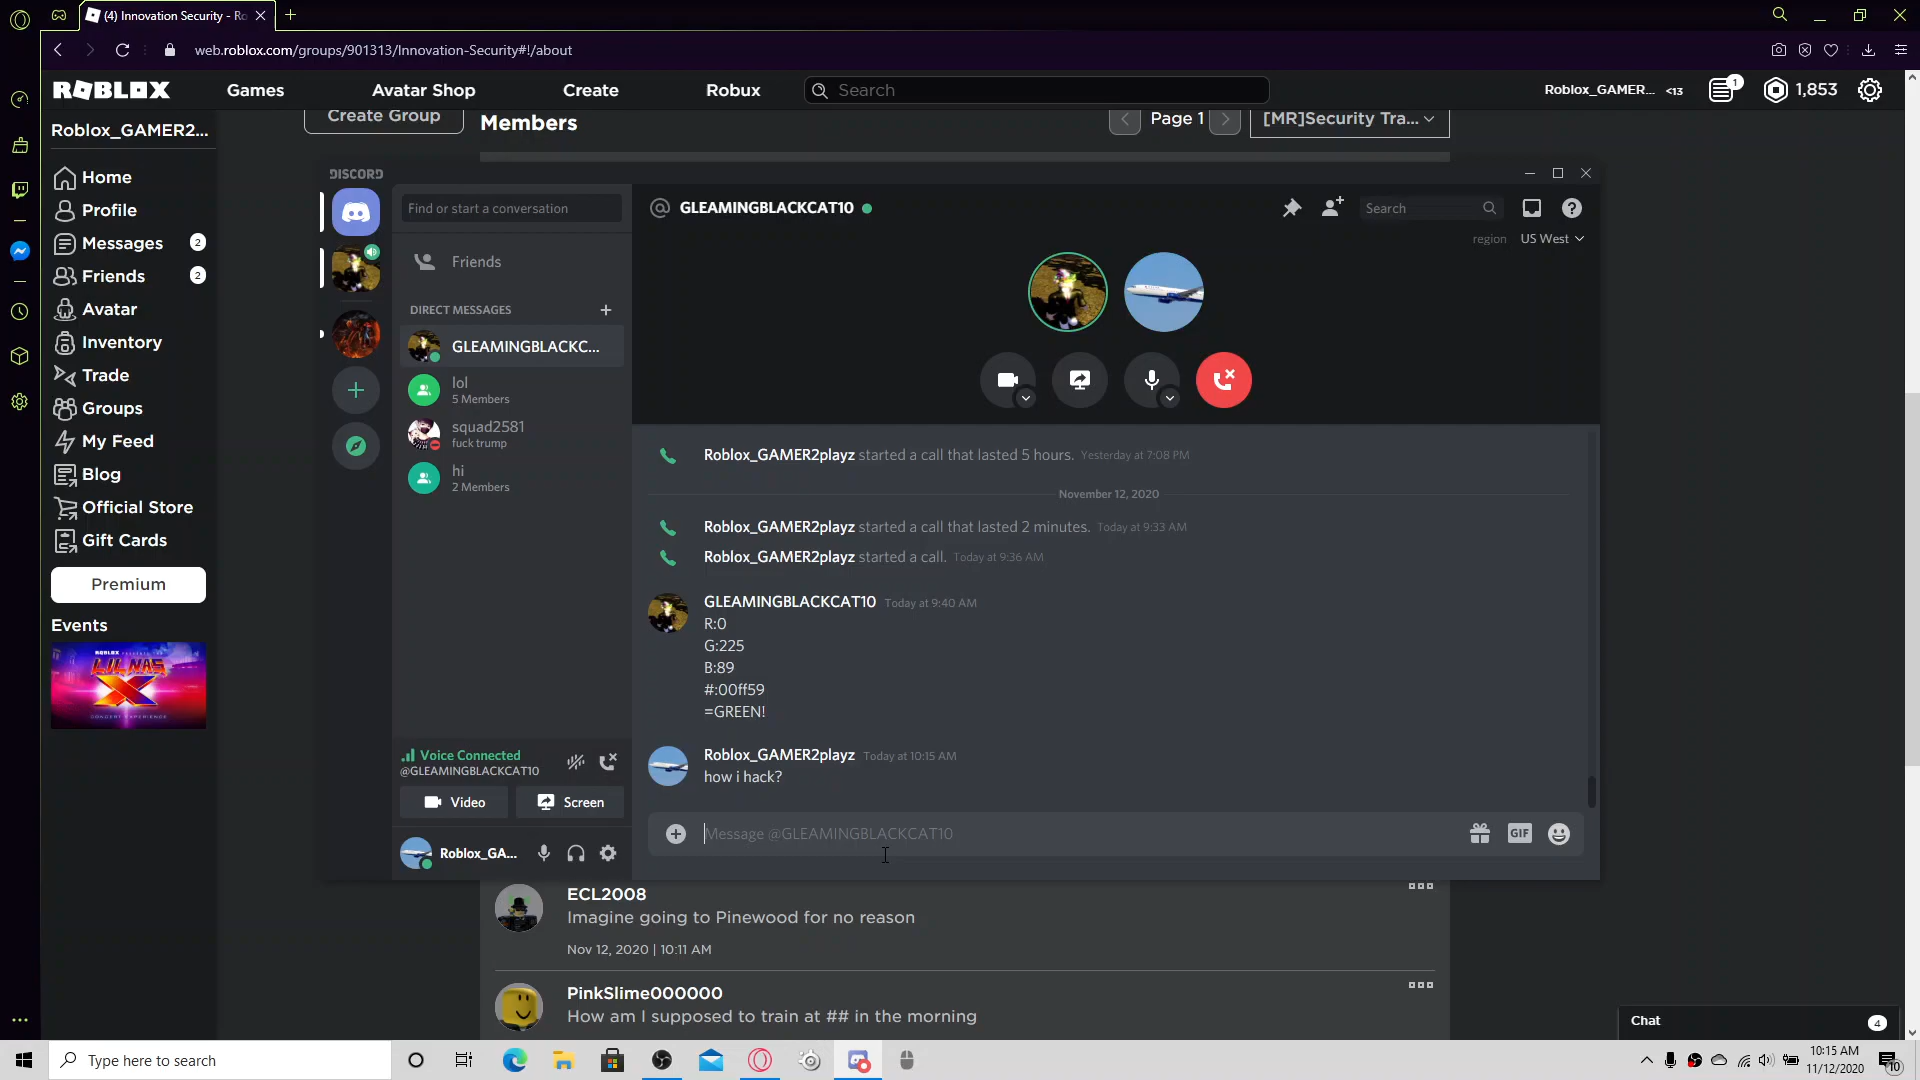 (4) Innovation Security - Ro
web.roblox.com/groups/901313/Innovation-Security#!/about
ROBLOX
Games
Avatar Shop
Create
Robux
Search
Roblox_GAMER...
<13
1
1,853
Roblox_GAMER2...
Home
Profile
Messages
2
Friends
2
Avatar
Inventory
Trade
Groups
My Feed
Blog
Official Store
Gift Cards
Premium
Events
LIL NAS
X
CONCERT EXPERIENCE
Create Group
Members
Page 1
[MR]Security Tra...
DISCORD
Find or start a conversation
Friends
DIRECT MESSAGES
GLEAMINGBLACKC...
lol
5 Members
squad2581
fuck trump
hi
2 Members
Voice Connected
@GLEAMINGBLACKCAT10
Video
Screen
Roblox_GA...
GLEAMINGBLACKCAT10
Search
region
US West
Roblox_GAMER2playz started a call that lasted 5 hours. Yesterday at 7:08 PM
November 12, 2020
Roblox_GAMER2playz started a call that lasted 2 minutes. Today at 9:33 AM
Roblox_GAMER2playz started a call. Today at 9:36 AM
GLEAMINGBLACKCAT10 Today at 9:40 AM
R:0
G:225
B:89
#:00ff59
=GREEN!
Roblox_GAMER2playz Today at 10:15 AM
how i hack?
Message @GLEAMINGBLACKCAT10
GIF
ECL2008
Imagine going to Pinewood for no reason
Nov 12, 2020 | 10:11 AM
PinkSlime000000
How am I supposed to train at ## in the morning
Chat
4
Type here to search
10:15 AM
11/12/2020
10